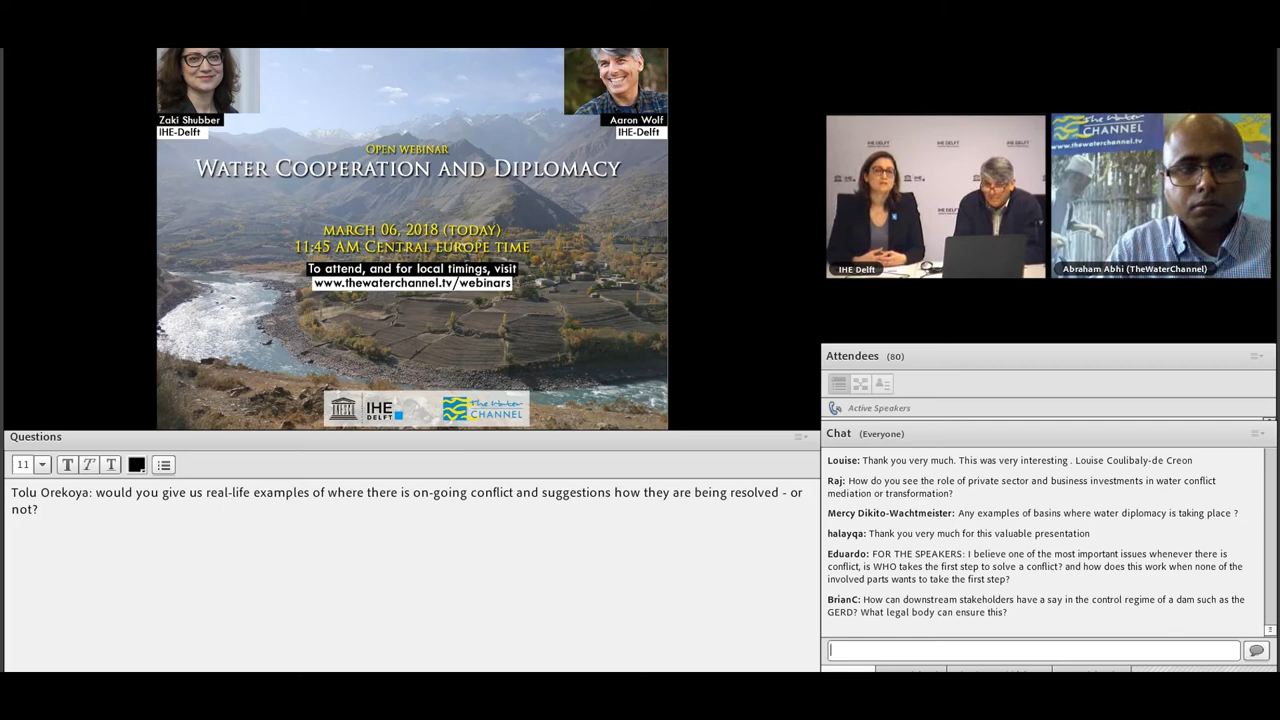 Zaki Shubber
IHE-Delft
Aaron Wolf
IHE-Delft
OPEN WEBINAR
WATER COOPERATION AND DIPLOMACY
MARCH 06, 2018 (TODAY)
11:45 AM CENTRAL EUROPE TIME
To attend, and for local timings, visit
www.thewaterchannel.tv/webinars
IHE
DELFT
the Water
CHANNEL
IHE DELFT
IHE Delft
the Water
CHANNEL
www.thewaterchannel.tv
Abraham Abhi (TheWaterChannel)
Attendees (80)
Active Speakers
Questions
11
T T T
Tolu Orekoya: would you give us real-life examples of where there is on-going conflict and suggestions how they are being resolved - or
not?
Chat (Everyone)
Louise: Thank you very much. This was very interesting . Louise Coulibaly-de Creon
Raj: How do you see the role of private sector and business investments in water conflict
mediation or transformation?
Mercy Dikito-Wachtmeister: Any examples of basins where water diplomacy is taking place ?
halayqa: Thank you very much for this valuable presentation
Eduardo: FOR THE SPEAKERS: I believe one of the most important issues whenever there is
conflict, is WHO takes the first step to solve a conflict? and how does this work when none of the
involved parts wants to take the first step?
BrianC: How can downstream stakeholders have a say in the control regime of a dam such as the
GERD? What legal body can ensure this?